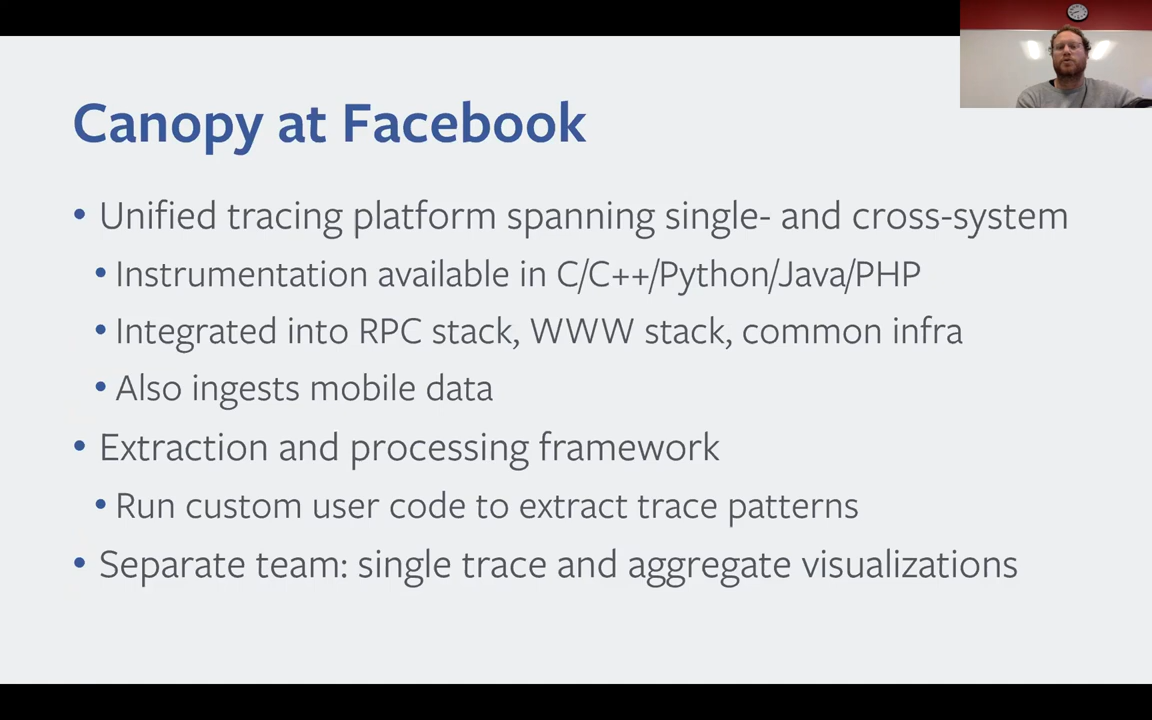 Canopy at Facebook
• Unified tracing platform spanning single- and cross-system
• Instrumentation available in C/C++/Python/Java/PHP
• Integrated into RPC stack, WWW stack, common infra
• Also ingests mobile data
• Extraction and processing framework
• Run custom user code to extract trace patterns
• Separate team: single trace and aggregate visualizations